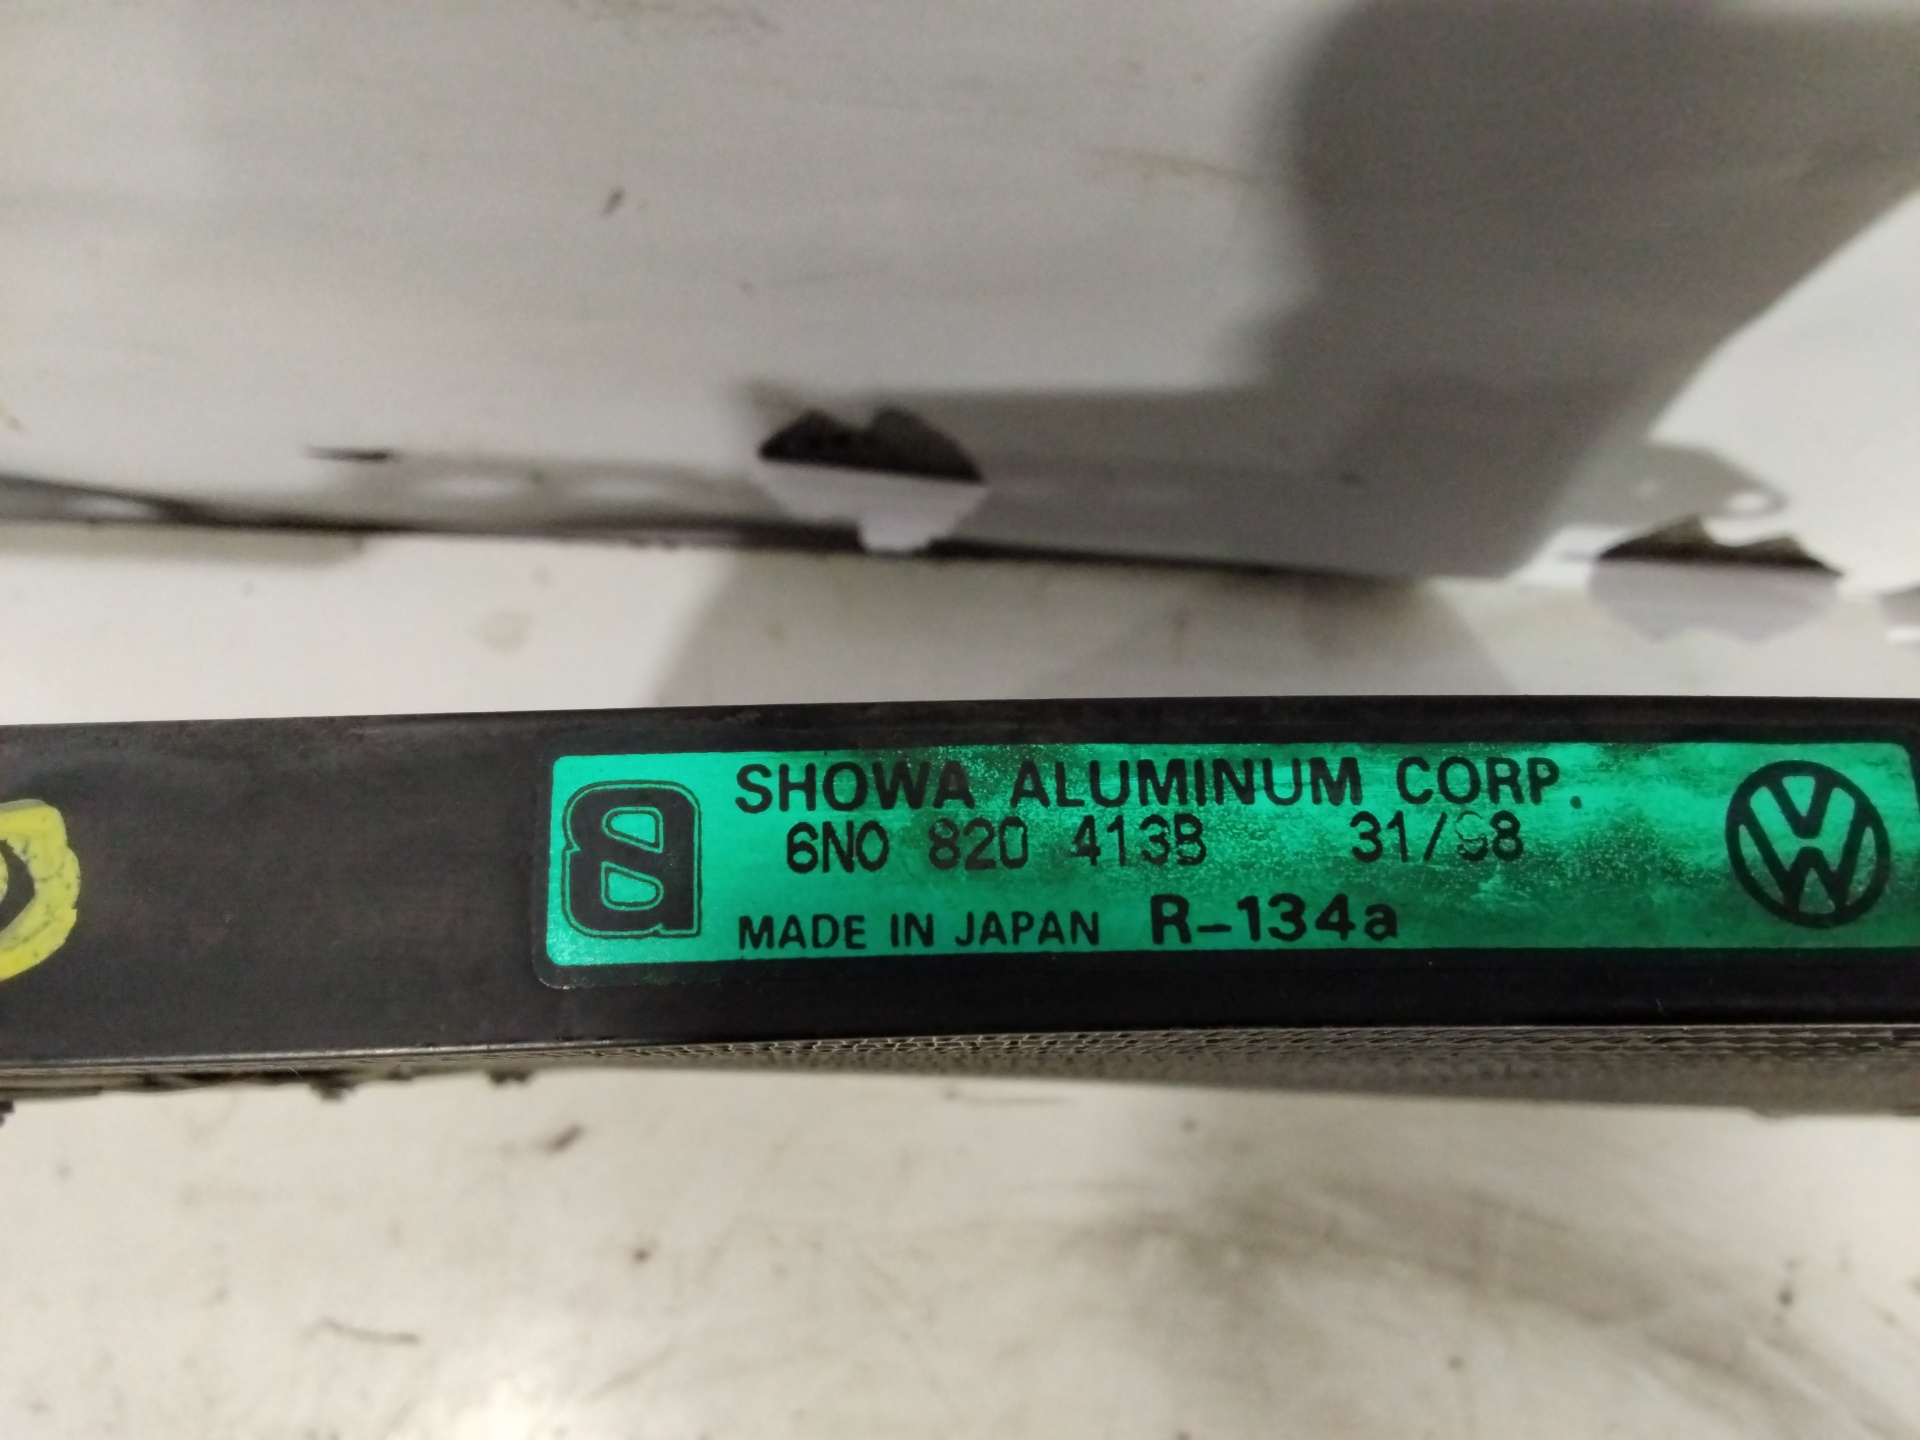 SHOWA ALUMINUM CORP.
6N0 820 413B 31/98
MADE IN JAPAN R-134a